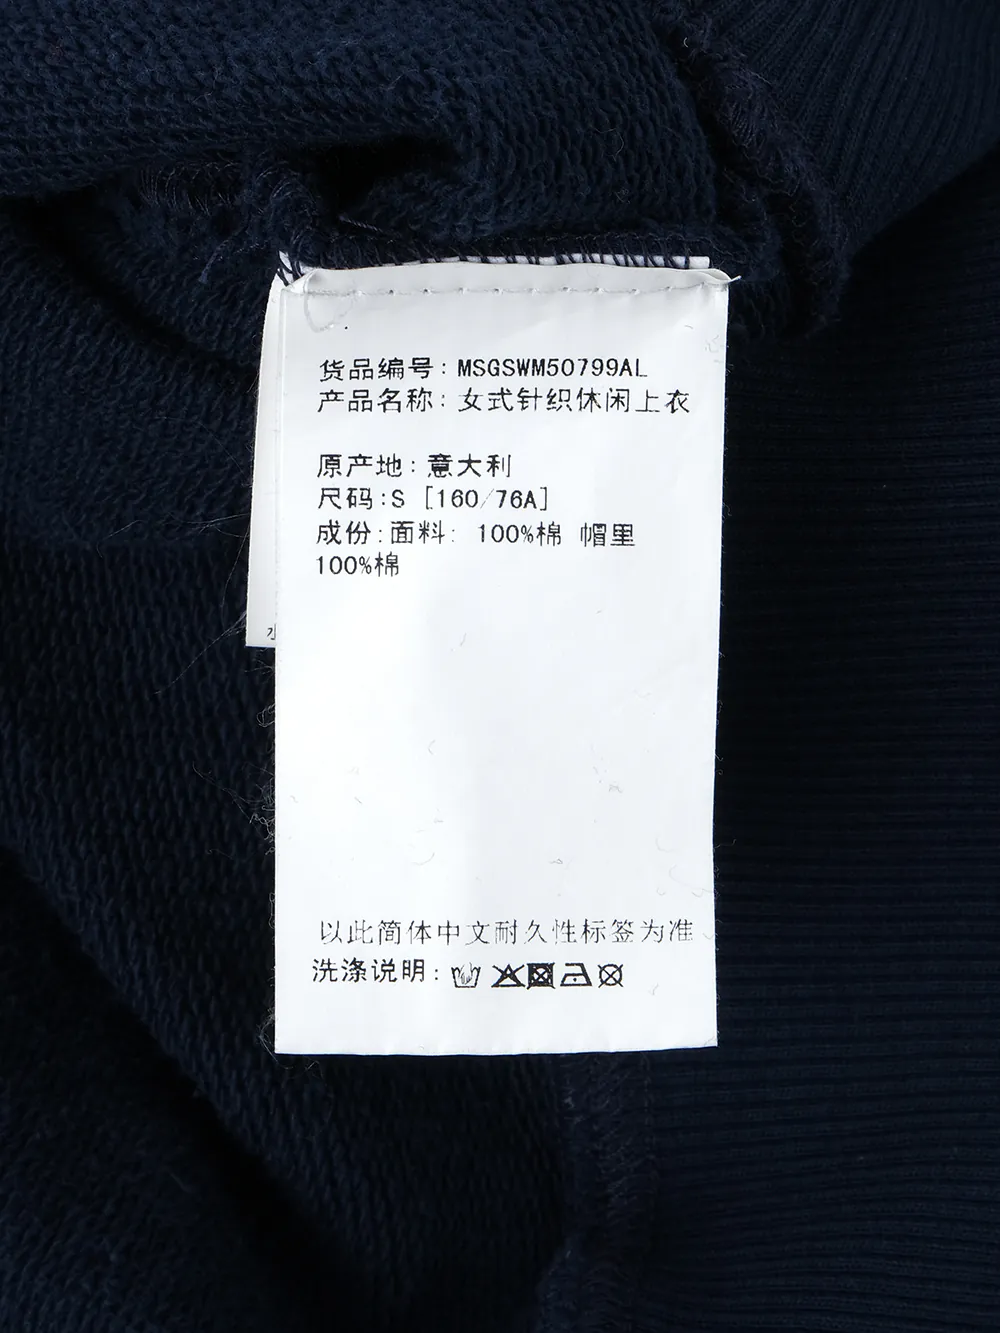 货品编号: MSGSWM50799AL
产品名称: 女式针织休闲上衣
原产地: 意大利
尺码:S [160/76A]
成份:面料: 100%棉 帽里
100%棉
以此简体中文耐久性标签为准
洗涤说明: